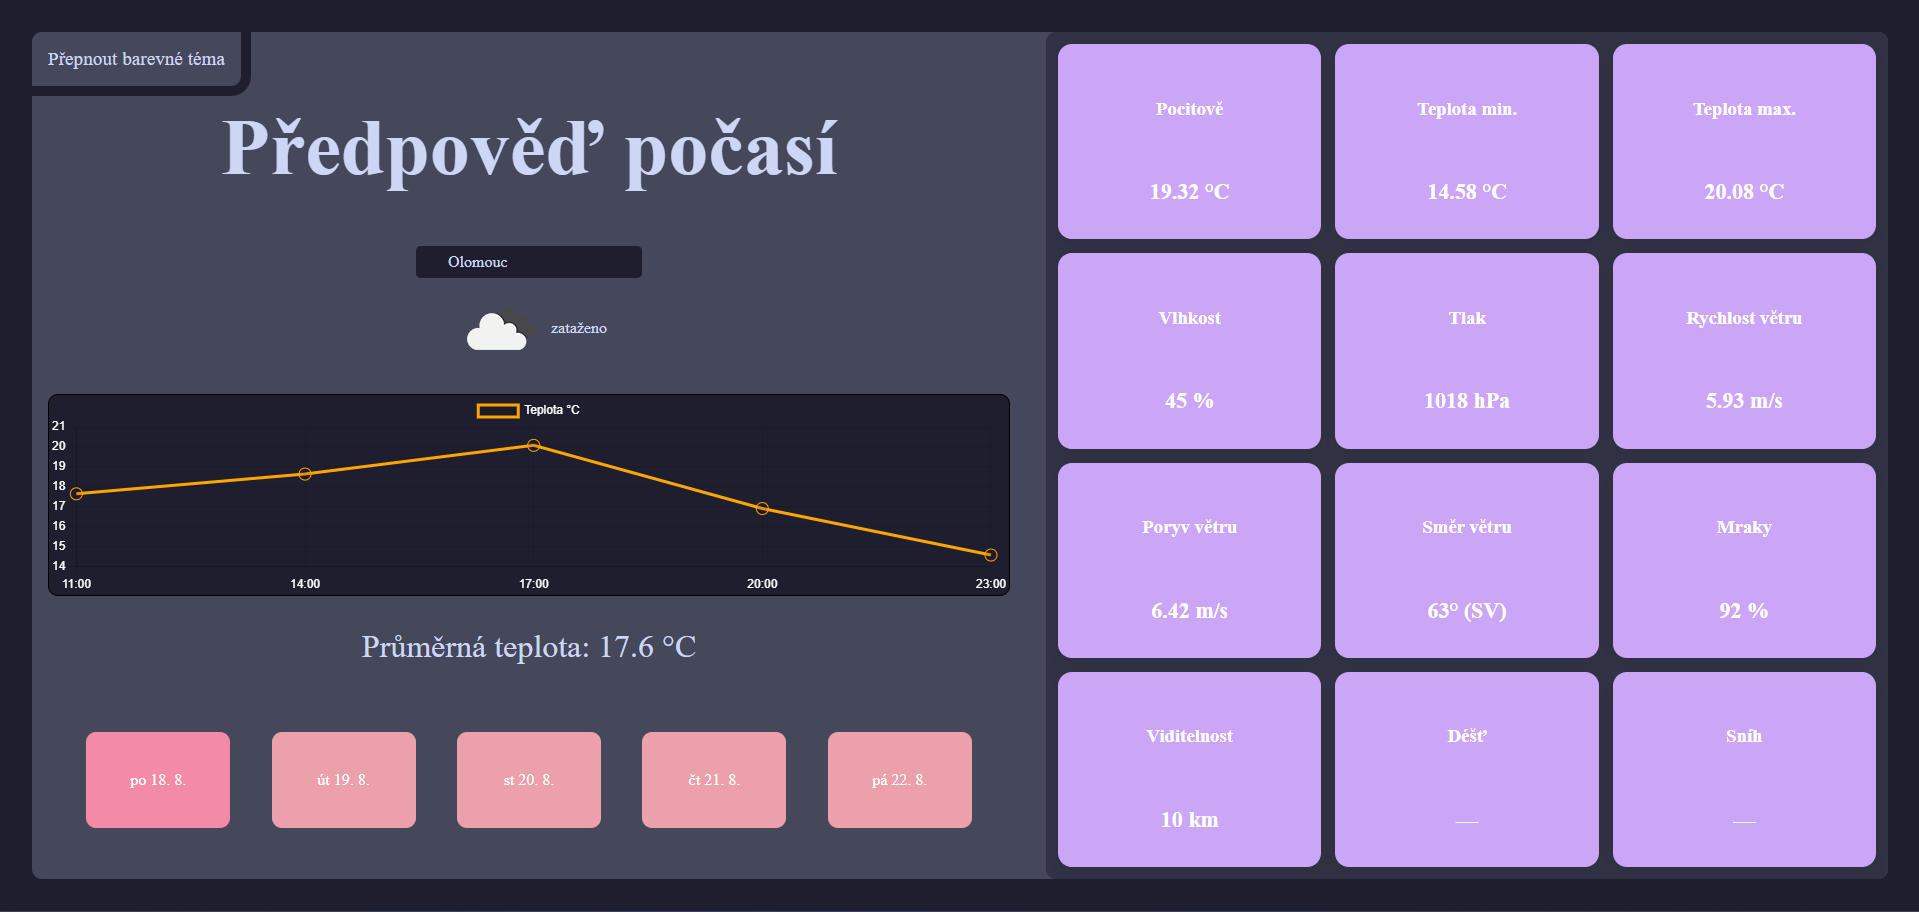 Přepnout barevné téma
Předpověď počasí
Olomouc
zataženo
Teplota °C
21
20
19
18
17
16
15
14
11:00 14:00 17:00 20:00 23:00
Průměrná teplota: 17.6 °C
po 18. 8.
út 19. 8.
st 20. 8.
čt 21. 8.
pá 22. 8.
Pocitově
19.32 °C
Teplota min.
14.58 °C
Teplota max.
20.08 °C
Vlhkost
45 %
Tlak
1018 hPa
Rychlost větru
5.93 m/s
Poryv větru
6.42 m/s
Směr větru
63° (SV)
Mraky
92 %
Viditelnost
10 km
Déšť
—
Sníh
—